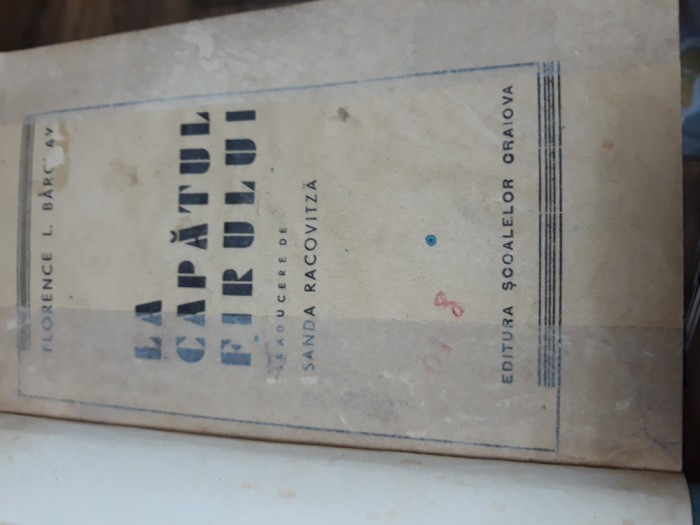 FLORENCE L. BARCLAY
LA
CAPĂTUL
FIRULUI
TRADUCERE DE
SANDA RACOVITZĂ
EDITURA ȘCOALELOR CRAIOVA